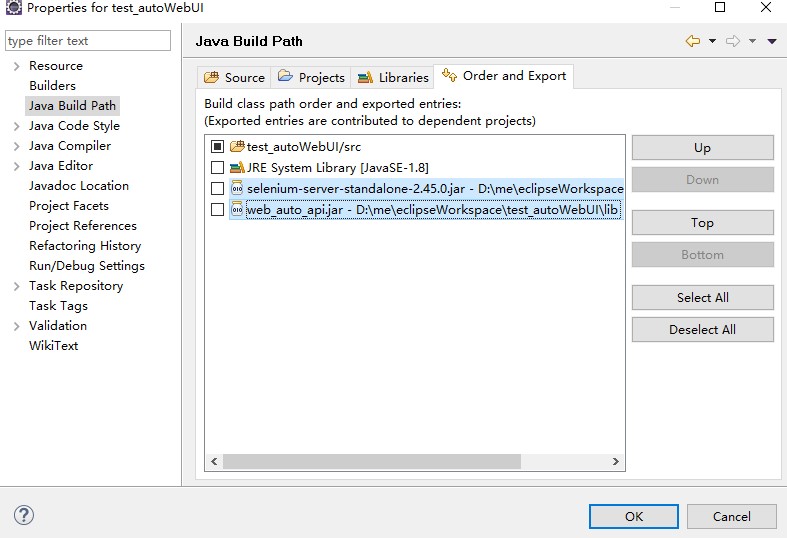 Properties for test_autoWebUI
type filter text
Resource
Builders
Java Build Path
Java Code Style
Java Compiler
Java Editor
Javadoc Location
Project Facets
Project References
Refactoring History
Run/Debug Settings
Task Repository
Task Tags
Validation
WikiText
Java Build Path
Source
Projects
Libraries
Order and Export
Build class path order and exported entries:
(Exported entries are contributed to dependent projects)
test_autoWebUI/src
JRE System Library [JavaSE-1.8]
selenium-server-standalone-2.45.0.jar - D:\me\eclipseWorkspace
web_auto_api.jar - D:\me\eclipseWorkspace\test_autoWebUI\lib
Up
Down
Top
Bottom
Select All
Deselect All
OK
Cancel